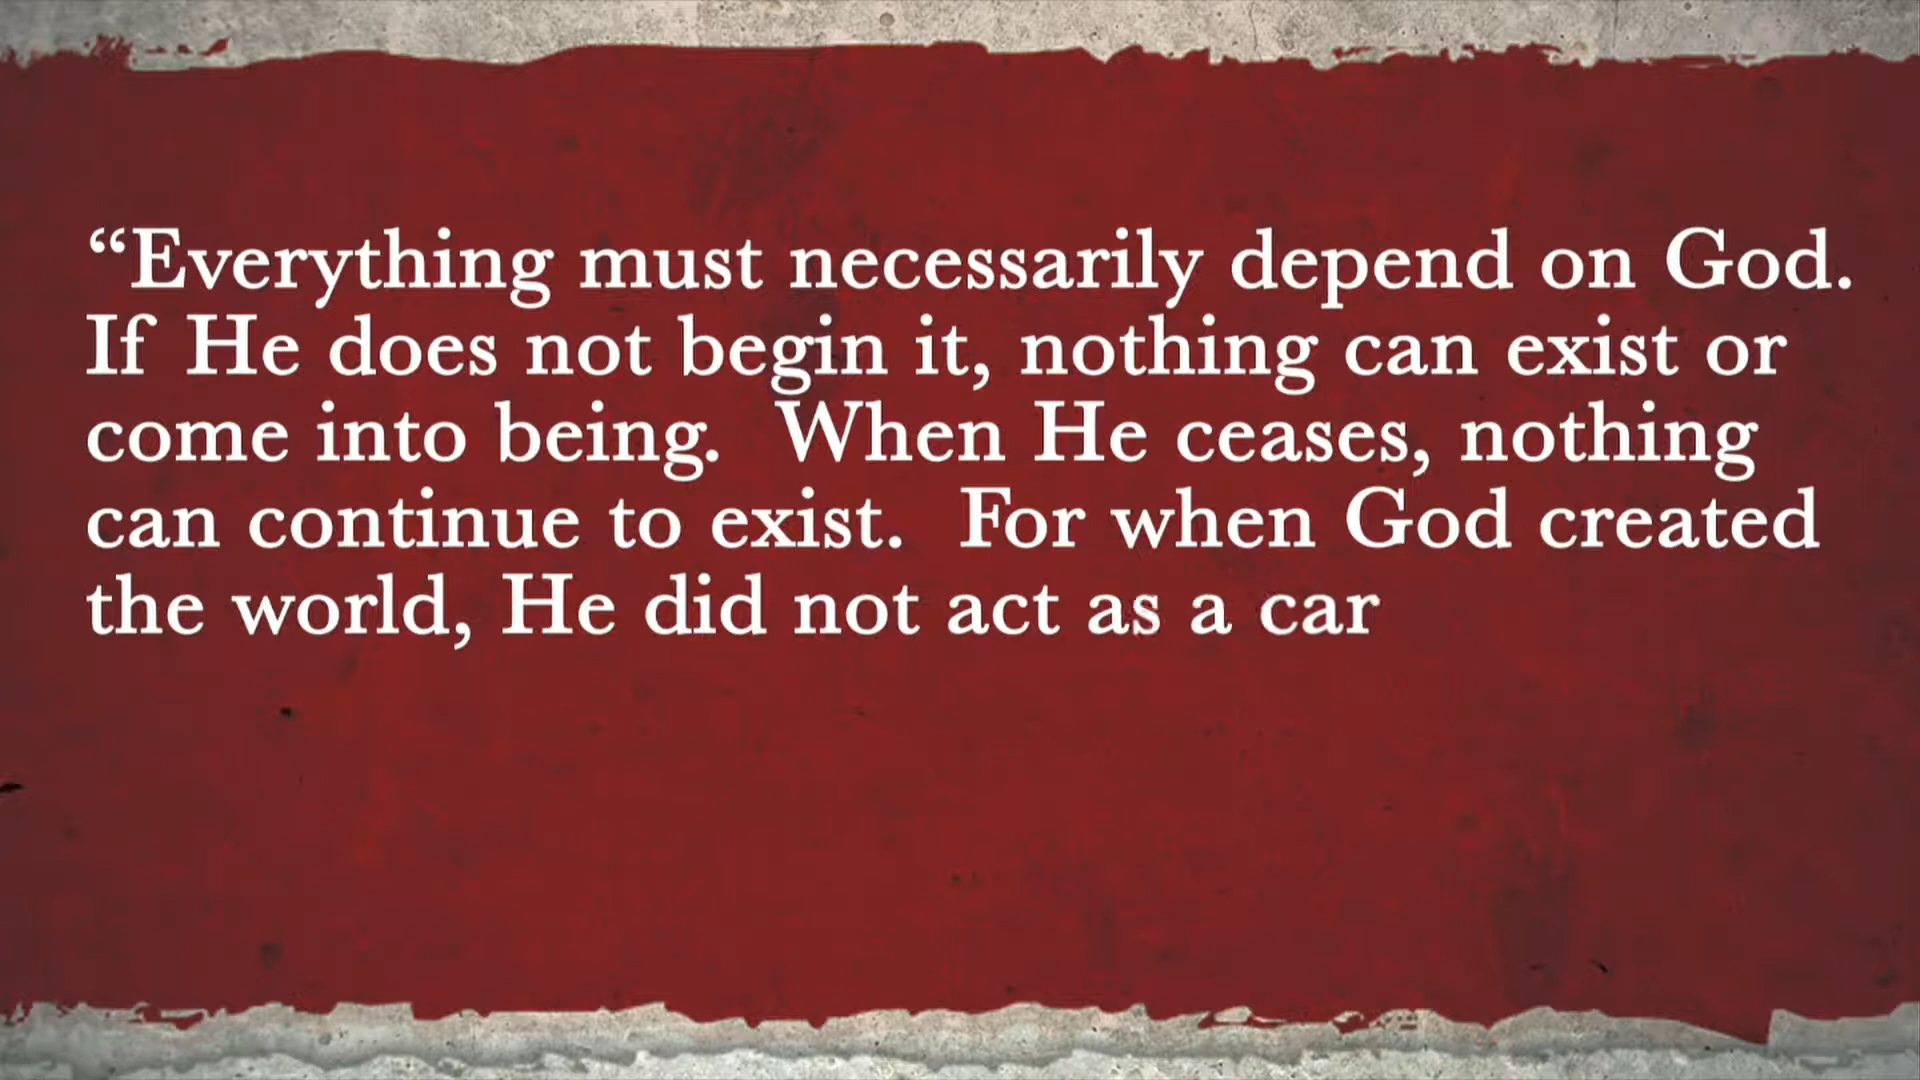 “Everything must necessarily depend on God.
If He does not begin it, nothing can exist or
come into being. When He ceases, nothing
can continue to exist. For when God created
the world, He did not act as a car